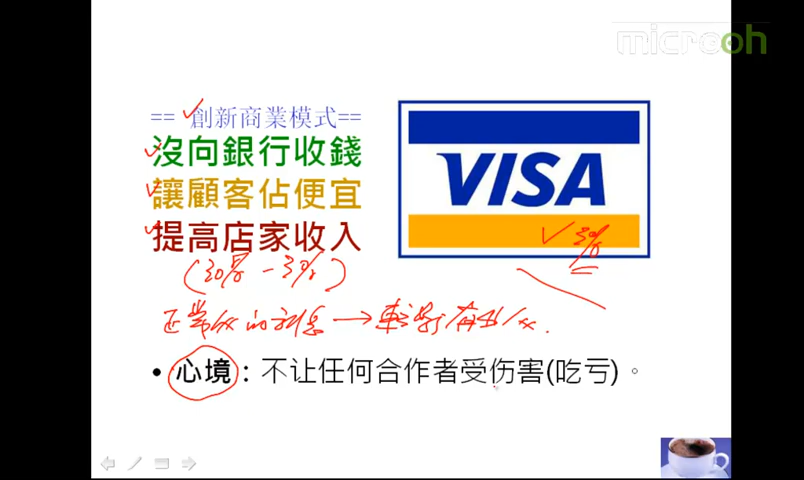 microoh
== 創新商業模式==
沒向銀行收錢
讓顧客佔便宜
提高店家收入
VISA
• 心境：不让任何合作者受伤害(吃亏)。